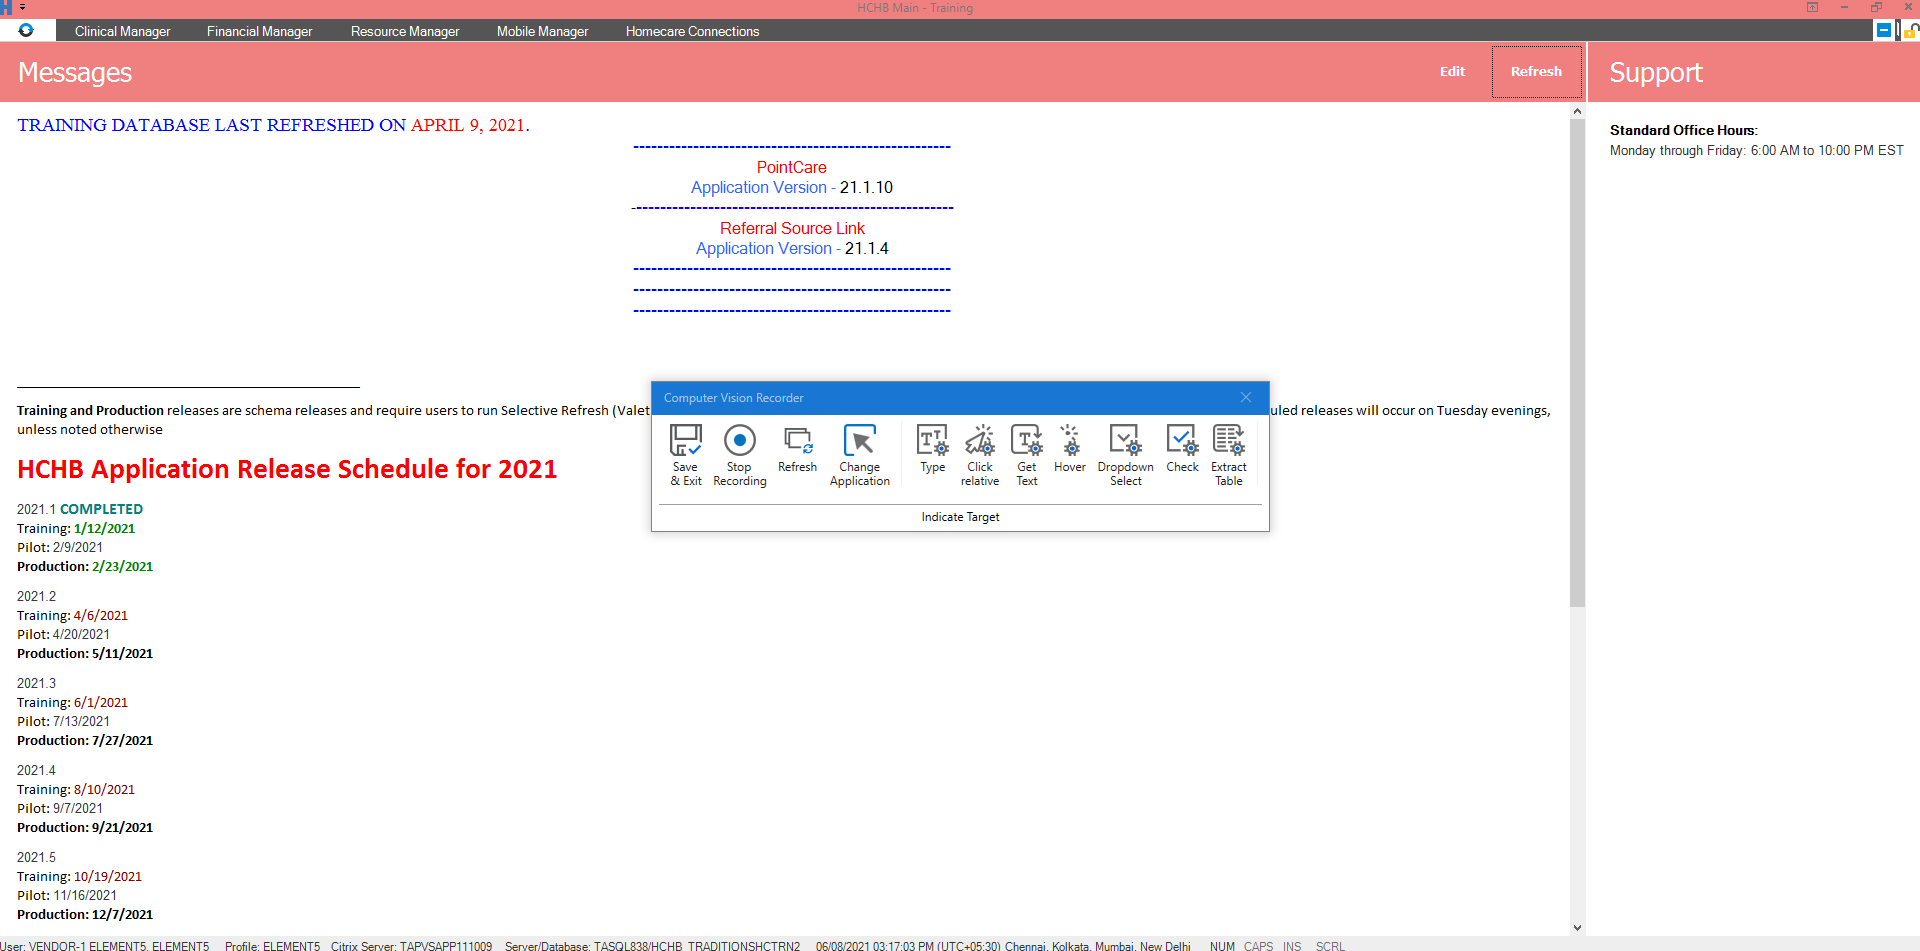 HCHB Main - Training
Clinical Manager Financial Manager Resource Manager Mobile Manager Homecare Connections
Messages Edit Refresh Support
TRAINING DATABASE LAST REFRESHED ON APRIL 9, 2021.
Standard Office Hours:
Monday through Friday: 6:00 AM to 10:00 PM EST
-----------------------------------------------------
PointCare
Application Version - 21.1.10
-----------------------------------------------------
Referral Source Link
Application Version - 21.1.4
-----------------------------------------------------
-----------------------------------------------------
-----------------------------------------------------
Training and Production releases are schema releases and require users to run Selective Refresh (Valet uled releases will occur on Tuesday evenings,
unless noted otherwise
Computer Vision Recorder
Save & Exit
Stop Recording
Refresh
Change Application
Type
Click relative
Get Text
Hover
Dropdown Select
Check
Extract Table
Indicate Target
HCHB Application Release Schedule for 2021
2021.1 COMPLETED
Training: 1/12/2021
Pilot: 2/9/2021
Production: 2/23/2021
2021.2
Training: 4/6/2021
Pilot: 4/20/2021
Production: 5/11/2021
2021.3
Training: 6/1/2021
Pilot: 7/13/2021
Production: 7/27/2021
2021.4
Training: 8/10/2021
Pilot: 9/7/2021
Production: 9/21/2021
2021.5
Training: 10/19/2021
Pilot: 11/16/2021
Production: 12/7/2021
User: VENDOR-1 ELEMENT5, ELEMENT5 Profile: ELEMENT5 Citrix Server: TAPVSAPP111009 Server/Database: TASQL838/HCHB_TRADITIONSHCTRN2 06/08/2021 03:17:03 PM (UTC+05:30) Chennai, Kolkata, Mumbai, New Delhi NUM CAPS INS SCRL